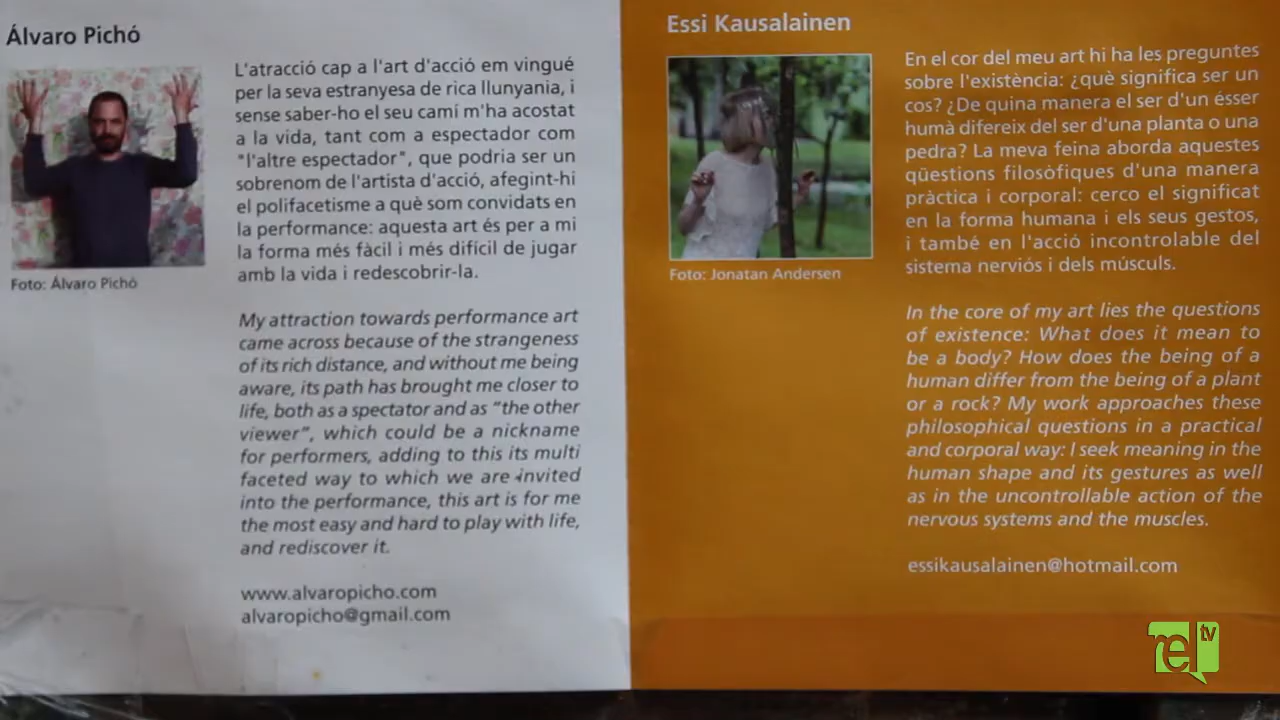 Álvaro Pichó
L'atracció cap a l'art d'acció em vingué
per la seva estranyesa de rica llunyania, i
sense saber-ho el seu camí m'ha acostat
a la vida, tant com a espectador com
"l'altre espectador", que podria ser un
sobrenom de l'artista d'acció, afegint-hi
el polifacetisme a què som convidats en
la performance: aquesta art és per a mi
la forma més fàcil i més difícil de jugar
amb la vida i redescobrir-la.
Foto: Álvaro Pichó
My attraction towards performance art
came across because of the strangeness
of its rich distance, and without me being
aware, its path has brought me closer to
life, both as a spectator and as "the other
viewer", which could be a nickname
for performers, adding to this its multi
faceted way to which we are invited
into the performance, this art is for me
the most easy and hard to play with life,
and rediscover it.
www.alvaropicho.com
alvaropicho@gmail.com
Essi Kausalainen
En el cor del meu art hi ha les preguntes
sobre l'existència: ¿què significa ser un
cos? ¿De quina manera el ser d'un ésser
humà difereix del ser d'una planta o una
pedra? La meva feina aborda aquestes
qüestions filosòfiques d'una manera
pràctica i corporal: cerco el significat
en la forma humana i els seus gestos,
i també en l'acció incontrolable del
sistema nerviós i dels músculs.
Foto: Jonatan Andersen
In the core of my art lies the questions
of existence: What does it mean to
be a body? How does the being of a
human differ from the being of a plant
or a rock? My work approaches these
philosophical questions in a practical
and corporal way: I seek meaning in the
human shape and its gestures as well
as in the uncontrollable action of the
nervous systems and the muscles.
essikausalainen@hotmail.com
rel tv